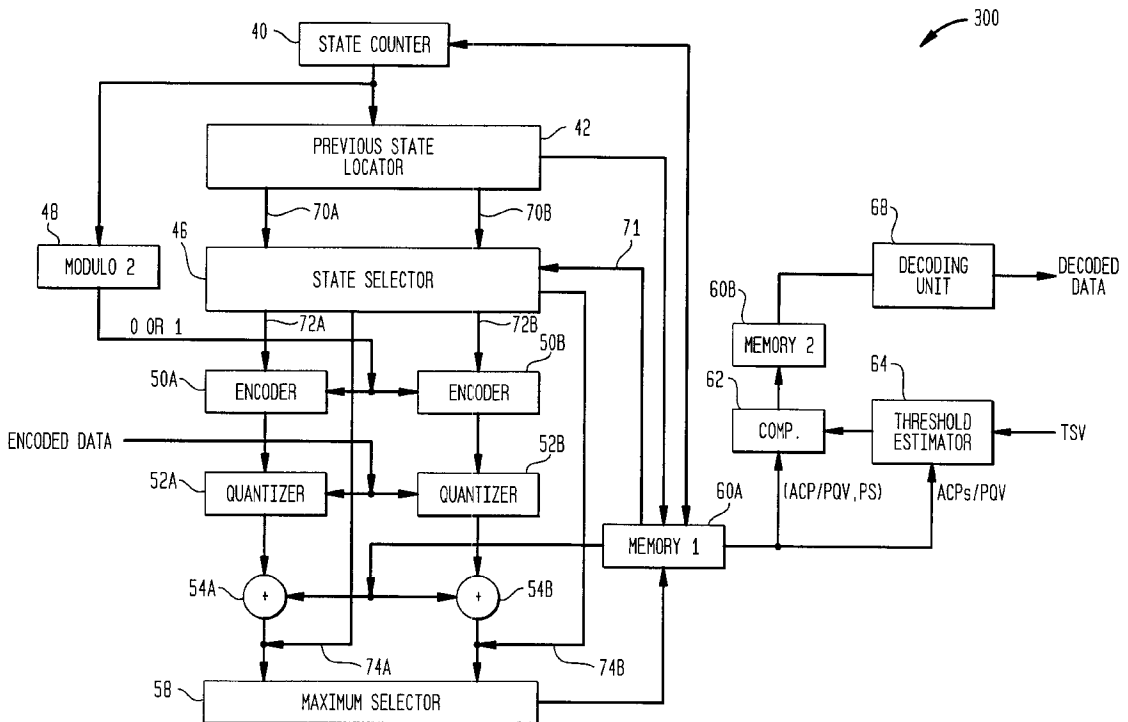 300
40
STATE COUNTER
42
PREVIOUS STATE
LOCATOR
70A
70B
48
MODULO 2
46
STATE SELECTOR
71
68
DECODING
UNIT
DECODED
DATA
60B
MEMORY 2
0 OR 1
72A
72B
50A
ENCODER
50B
ENCODER
62
COMP.
64
THRESHOLD
ESTIMATOR
TSV
ENCODED DATA
52A
QUANTIZER
52B
QUANTIZER
(ACP/PQV,PS)
ACPs/PQV
60A
MEMORY 1
54A
+
54B
+
74A
74B
58
MAXIMUM SELECTOR